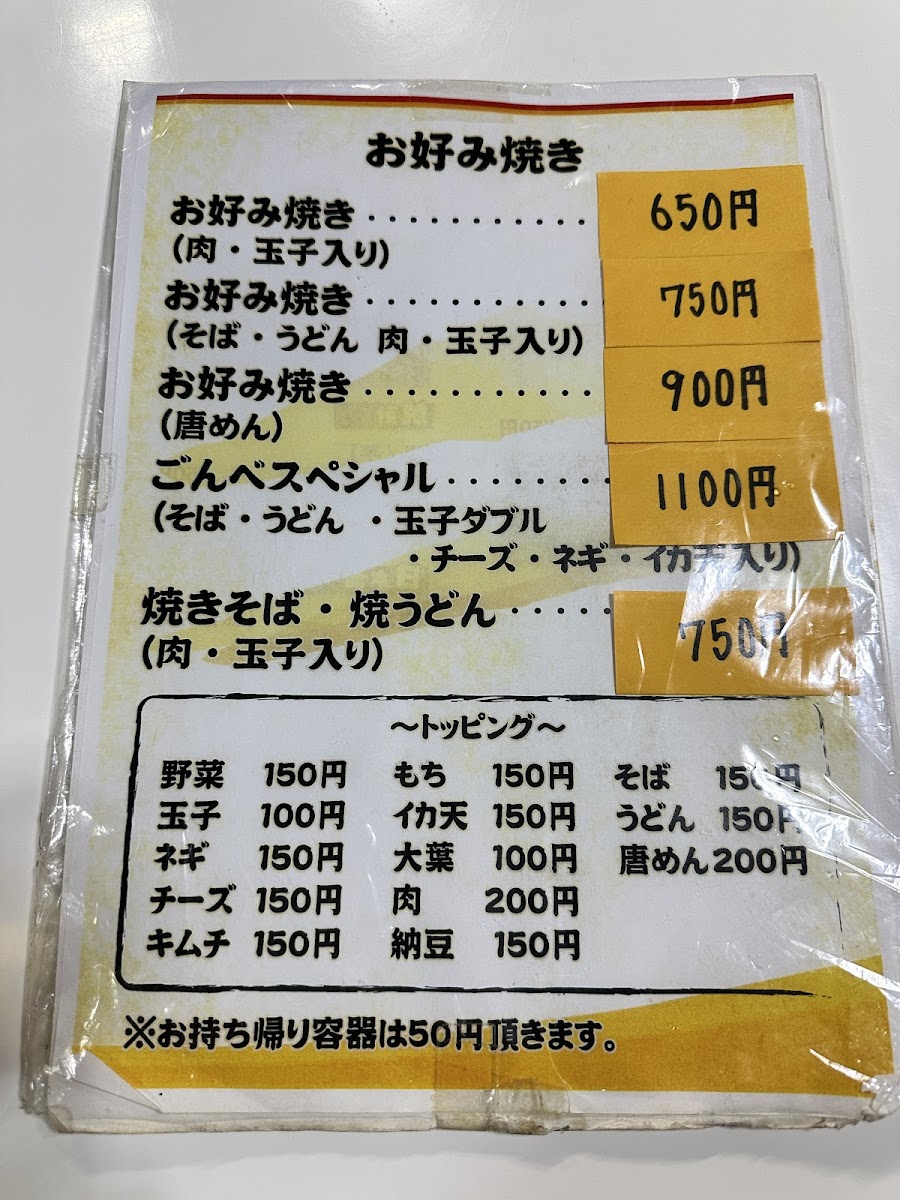 お好み焼き
お好み焼き・・・・・・・・・・・・650円
(肉・玉子入り)
お好み焼き・・・・・・・・・・・・750円
(そば・うどん 肉・玉子入り)
お好み焼き・・・・・・・・・・・・900円
(唐めん)
ごんべスペシャル・・・・・・・・1100円
(そば・うどん ・玉子ダブル
・チーズ・ネギ・イカ天入り)
焼きそば・焼うどん・・・・・・750円
(肉・玉子入り)
～トッピング～
野菜 150円 もち 150円 そば 150円
玉子 100円 イカ天 150円 うどん 150円
ネギ 150円 大葉 100円 唐めん 200円
チーズ 150円 肉 200円
キムチ 150円 納豆 150円
※お持ち帰り容器は50円頂きます。